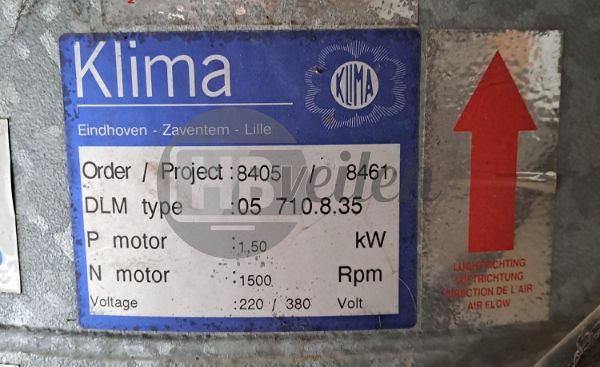 Klima
KLIMA
Eindhoven - Zaventem - Lille
Order / Project :8405 / 8461
DLM type :05 710.8.35
P motor :1,50 kW
N motor :1500 Rpm
Voltage :220 / 380 Volt
HBveilen
LUCHTRICHTING
LUFTRICHTUNG
DIRECTION DE L'AIR
AIR FLOW